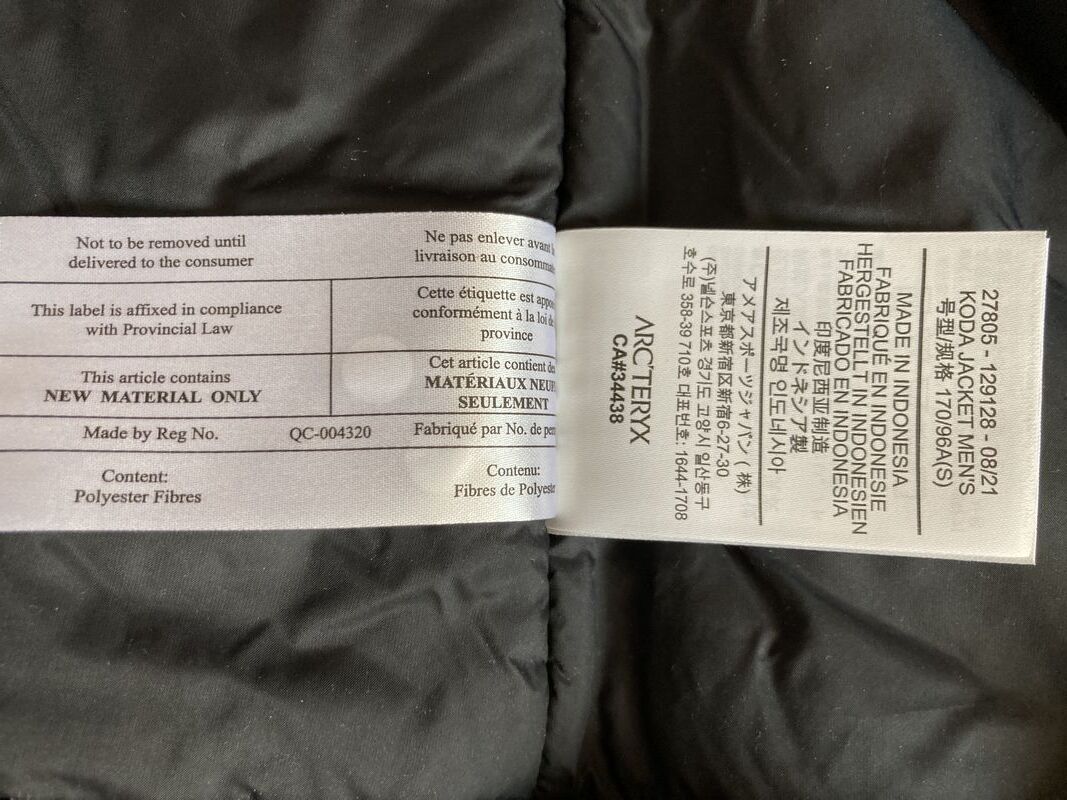 Not to be removed until
delivered to the consumer
Ne pas enlever avant
livraison au
This label is affixed in compliance
with Provincial Law
Cette étiquette est
conformément à la loi de
province
This article contains
NEW MATERIAL ONLY
Cet article contient
MATÉRIAUX
SEULEMENT
Made by Reg No.
QC-004320
Fabriqué par No. de
Content:
Polyester Fibres
Contenu:
Fibres de
27805 - 129128 - 08/21
KODA JACKET MEN'S
号型/规格 170/96A(S)
MADE IN INDONESIA
FABRIQUÉ EN INDONESIE
HERGESTELLT IN INDONESIEN
FABRICADO EN INDONESIA
印度尼西亚制造
インドネシア製
제조국명 인도네시아
アメアスポーツジャパン (株)
東京都新宿区新宿6-27-30
(주)넬슨스포츠 경기도 고양시 일산동구
호수로 358-39 710호 대표번호: 1644-1708
ARC'TERYX
CA#34438